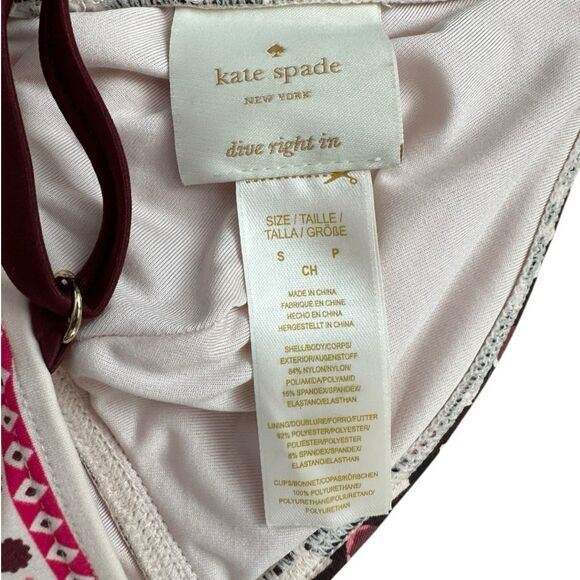 kate spade
NEW YORK
dive right in
SIZE / TAILLE /
TALLA / GRÖßE
S P
CH
MADE IN CHINA
FABRIQUE EN CHINE
HECHO EN CHINA
HERGESTELLT IN CHINA
SHELL/BODY/CORPS/
EXTERIOR/AUßENSTOFF
84% NYLON/NYLON/
POLIAMIDA/POLYAMID
16% SPANDEX/SPANDEX/
ELASTANO/ELASTHAN
LINING/DOUBLURE/FORRO/FUTTER
92% POLYESTER/POLYESTER/
POLIÉSTER/POLYESTER
8% SPANDEX/SPANDEX/
ELASTANO/ELASTHAN
CUPS/BONNET/COPAS/KÖRBCHEN
100% POLYURETHANE/
POLYURÉTHANE/POLIURETANO/
POLYURETHAN